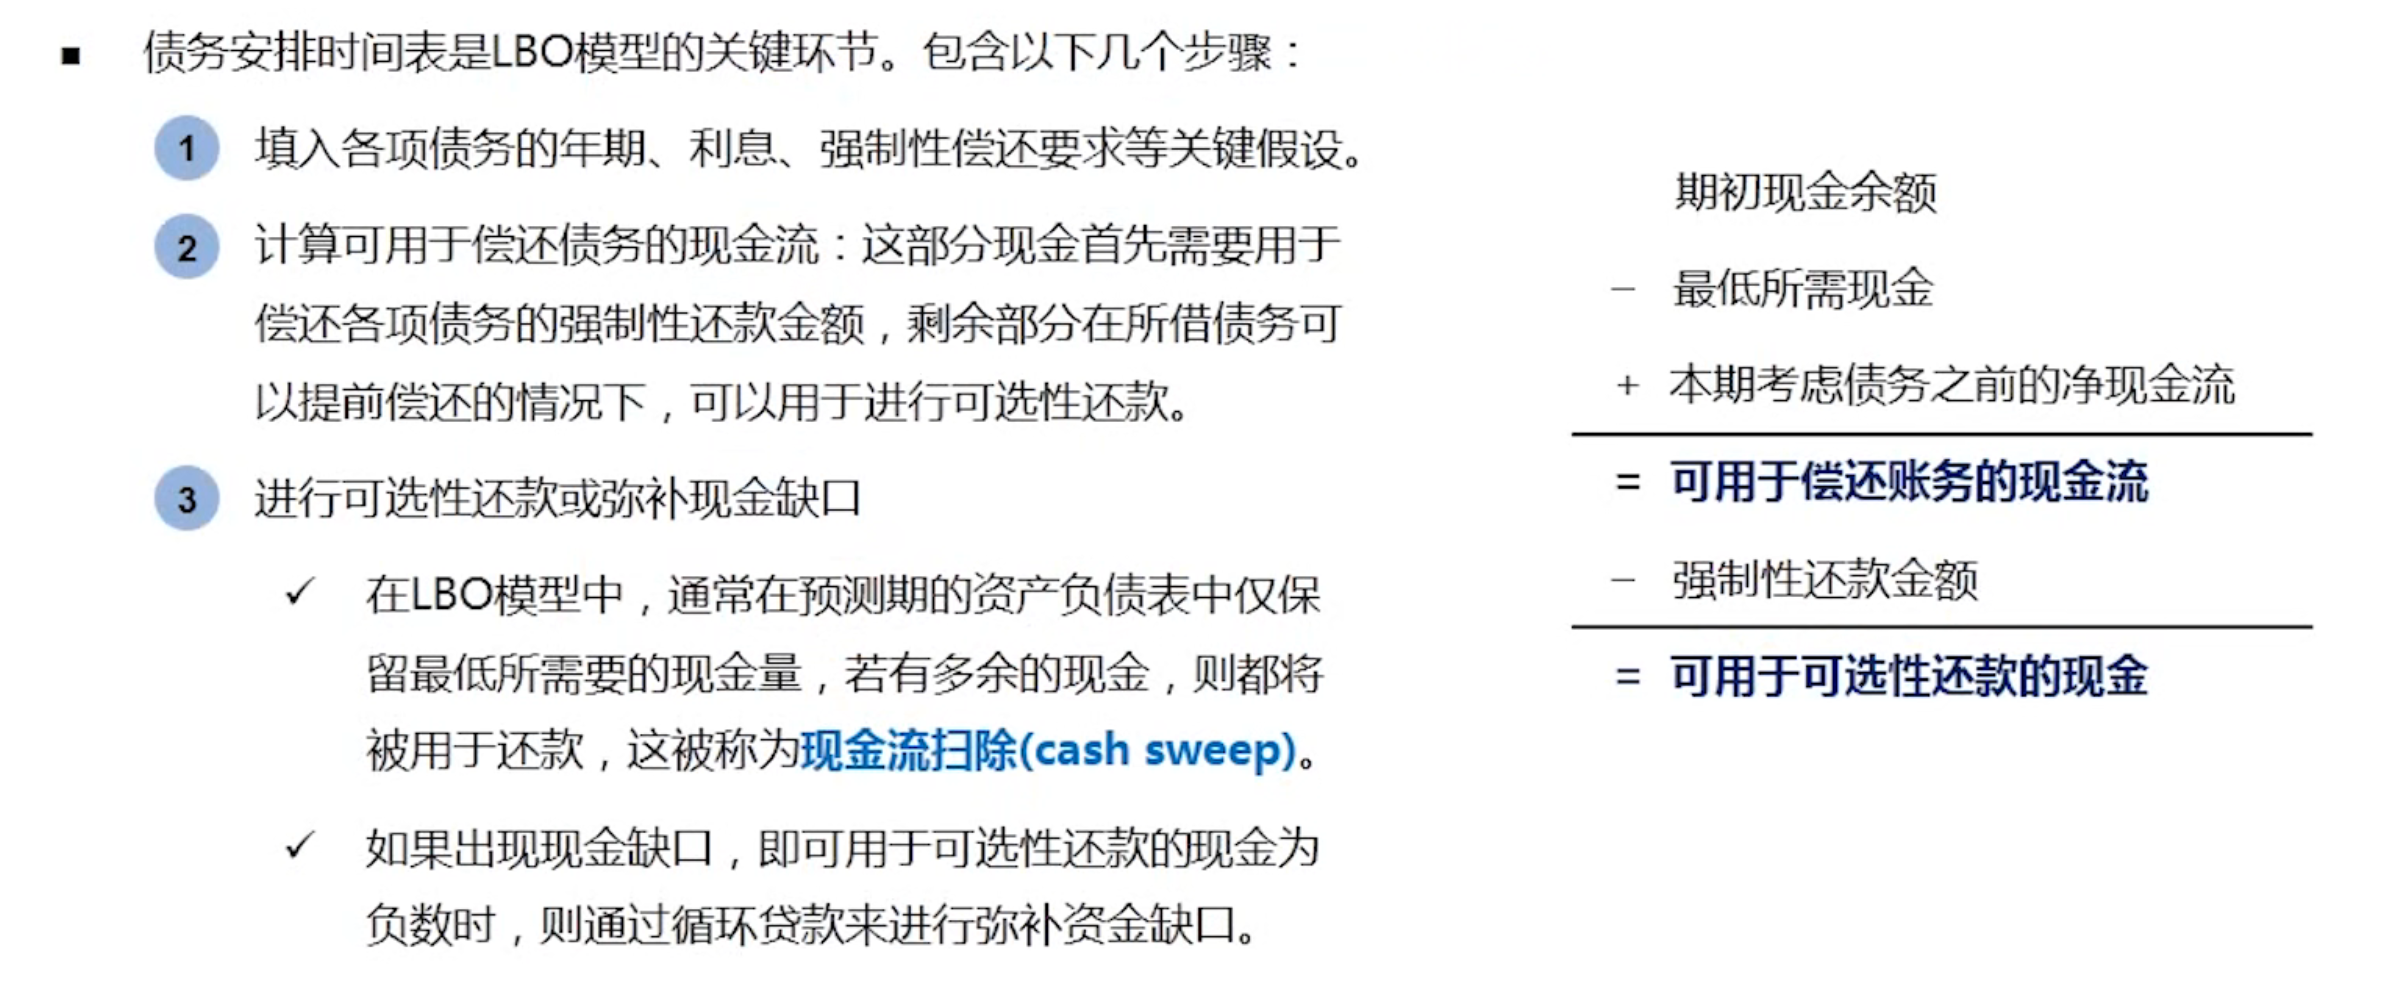 ■ 债务安排时间表是LBO模型的关键环节。包含以下几个步骤：
1 填入各项债务的年期、利息、强制性偿还要求等关键假设。
2 计算可用于偿还债务的现金流：这部分现金首先需要用于
偿还各项债务的强制性还款金额，剩余部分在所借债务可
以提前偿还的情况下，可以用于进行可选性还款。
3 进行可选性还款或弥补现金缺口
✓ 在LBO模型中，通常在预测期的资产负债表中仅保
留最低所需要的现金量，若有多余的现金，则都将
被用于还款，这被称为现金流扫除(cash sweep)。
✓ 如果出现现金缺口，即可用于可选性还款的现金为
负数时，则通过循环贷款来进行弥补资金缺口。
期初现金余额
− 最低所需现金
+ 本期考虑债务之前的净现金流
= 可用于偿还账务的现金流
− 强制性还款金额
= 可用于可选性还款的现金